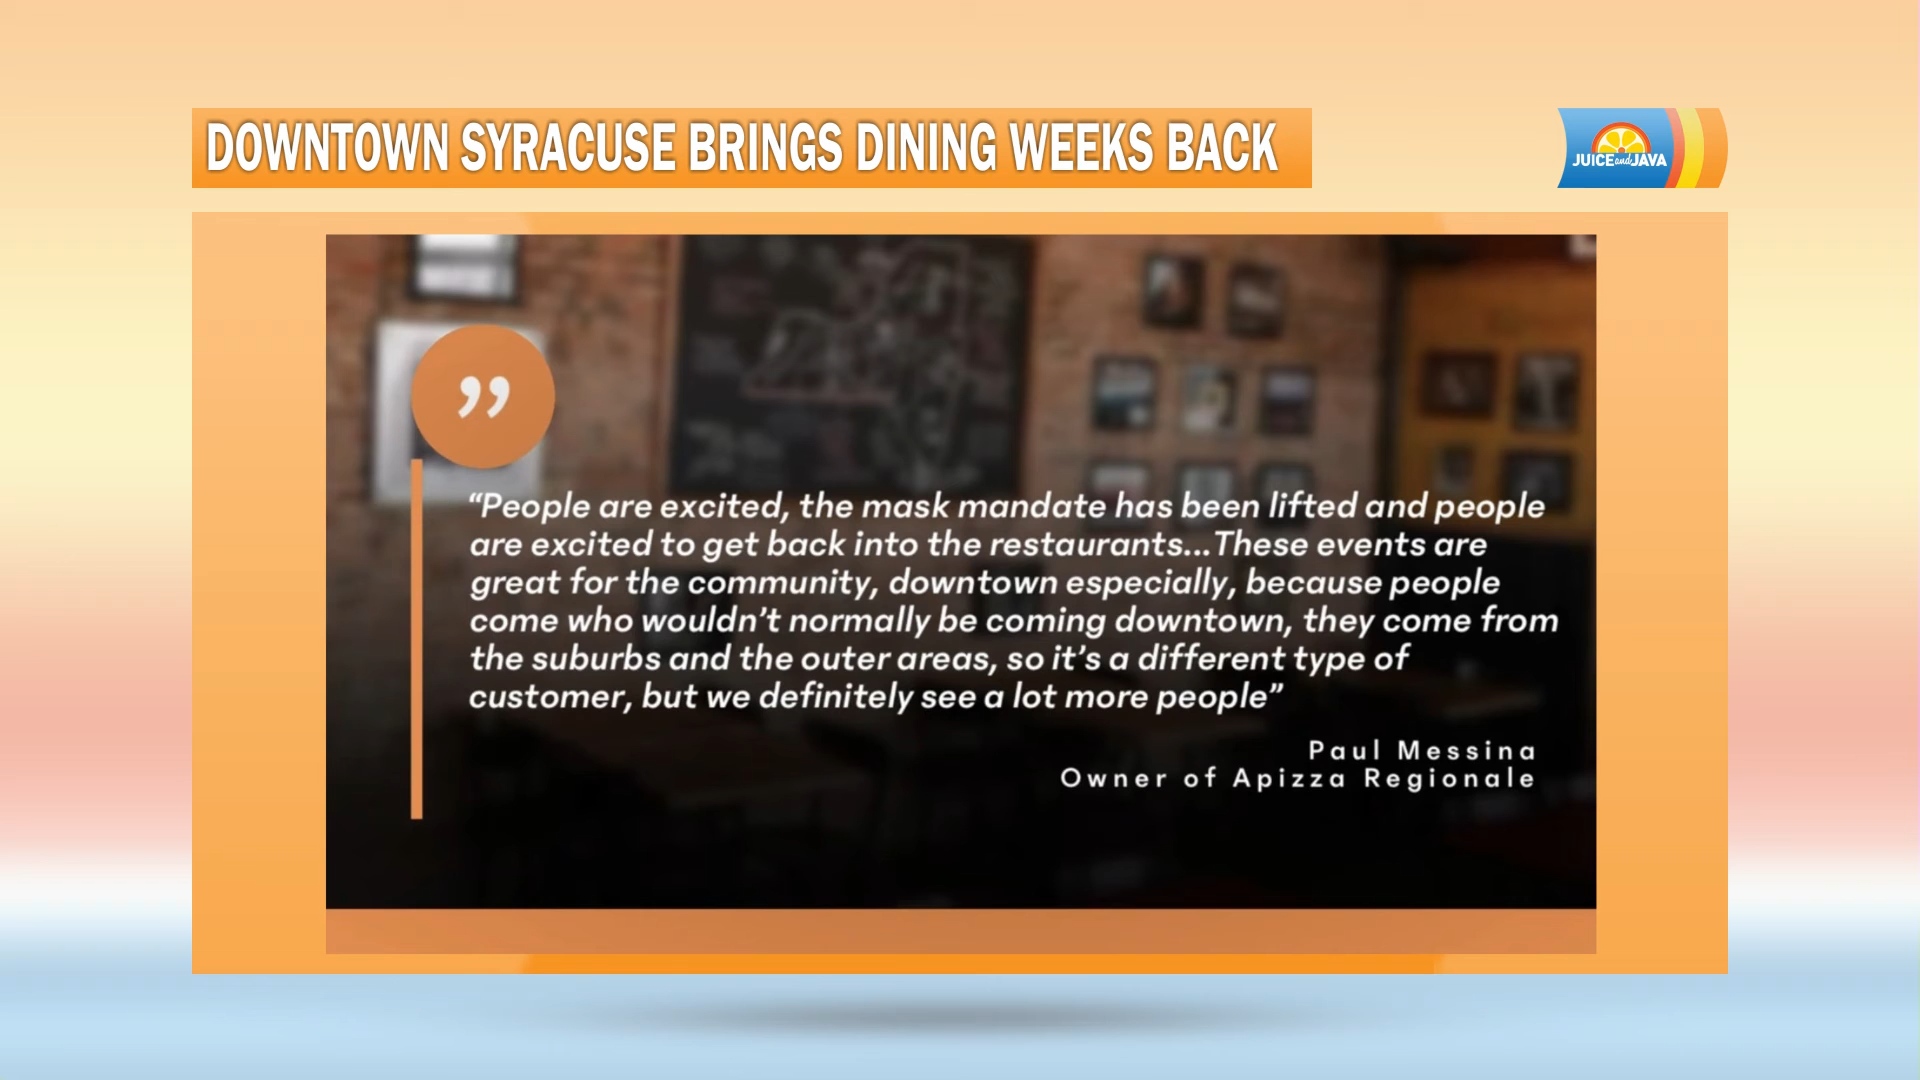 DOWNTOWN SYRACUSE BRINGS DINING WEEKS BACK
JUICE and JAVA
”
“People are excited, the mask mandate has been lifted and people
are excited to get back into the restaurants...These events are
great for the community, downtown especially, because people
come who wouldn’t normally be coming downtown, they come from
the suburbs and the outer areas, so it’s a different type of
customer, but we definitely see a lot more people”
Paul Messina
Owner of Apizza Regionale